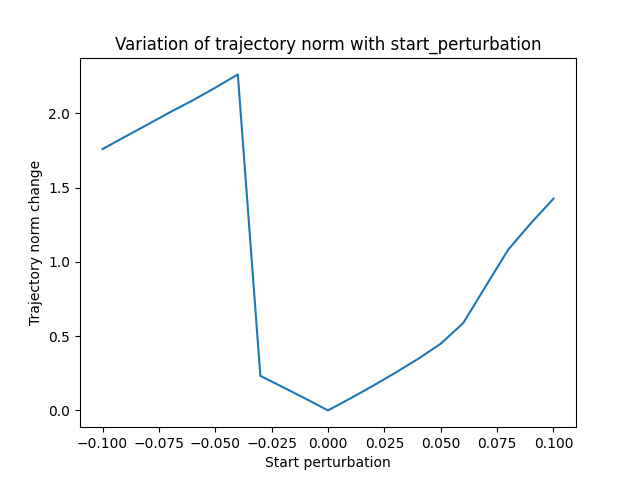 Variation of trajectory norm with start_perturbation
Trajectory norm change
2.0
1.5
1.0
0.5
0.0
−0.100 −0.075 −0.050 −0.025 0.000 0.025 0.050 0.075 0.100
Start perturbation